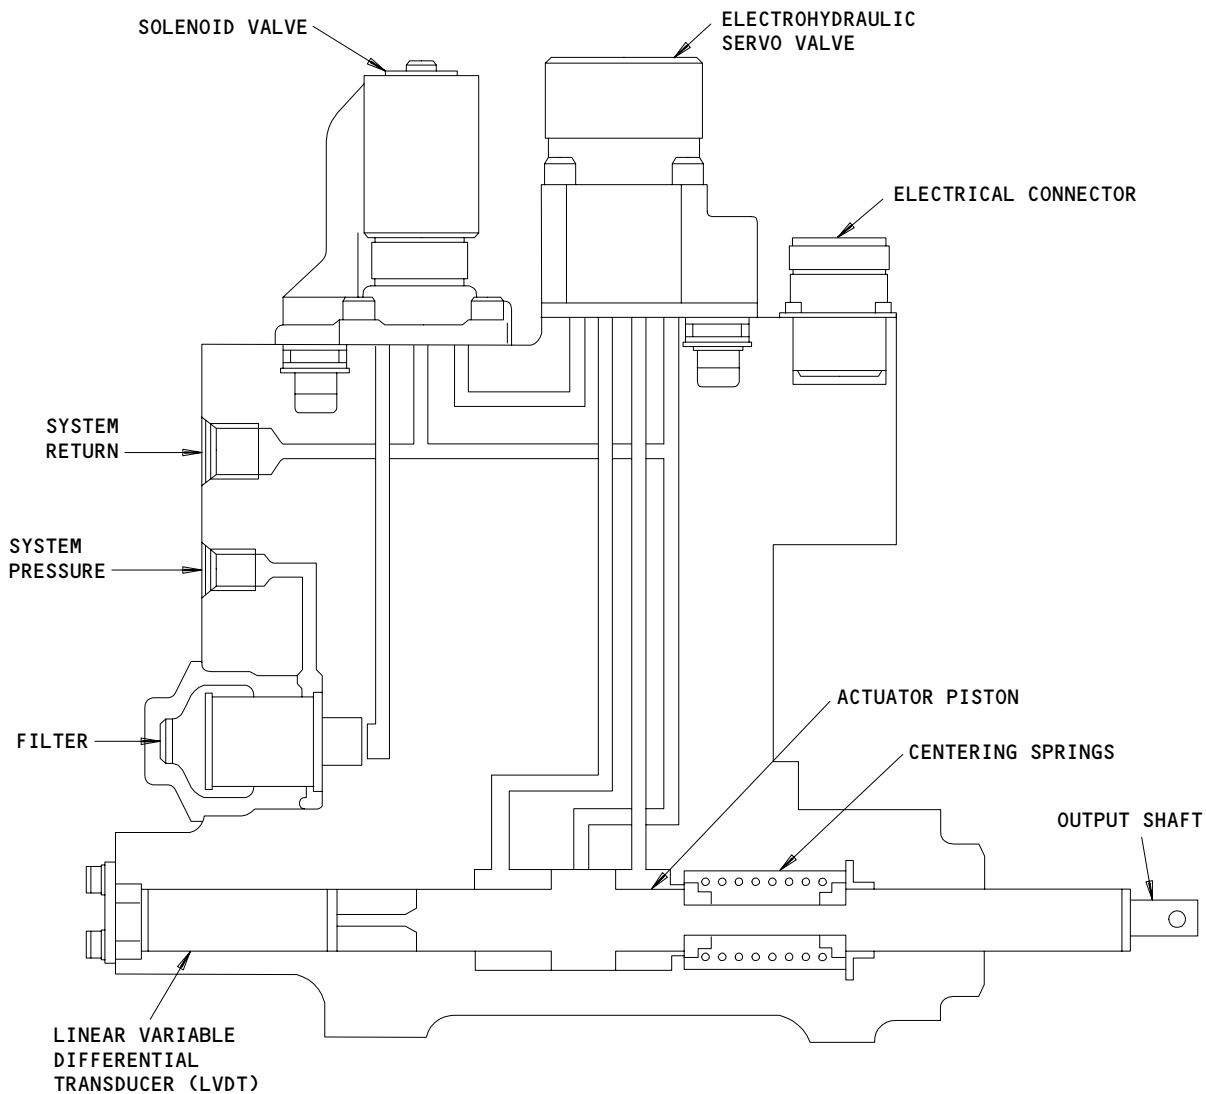 ELECTROHYDRAULIC
SERVO VALVE
SOLENOID VALVE
ELECTRICAL CONNECTOR
SYSTEM
RETURN
SYSTEM
PRESSURE
ACTUATOR PISTON
FILTER
CENTERING SPRINGS
OUTPUT SHAFT
LINEAR VARIABLE
DIFFERENTIAL
TRANSDUCER (LVDT)